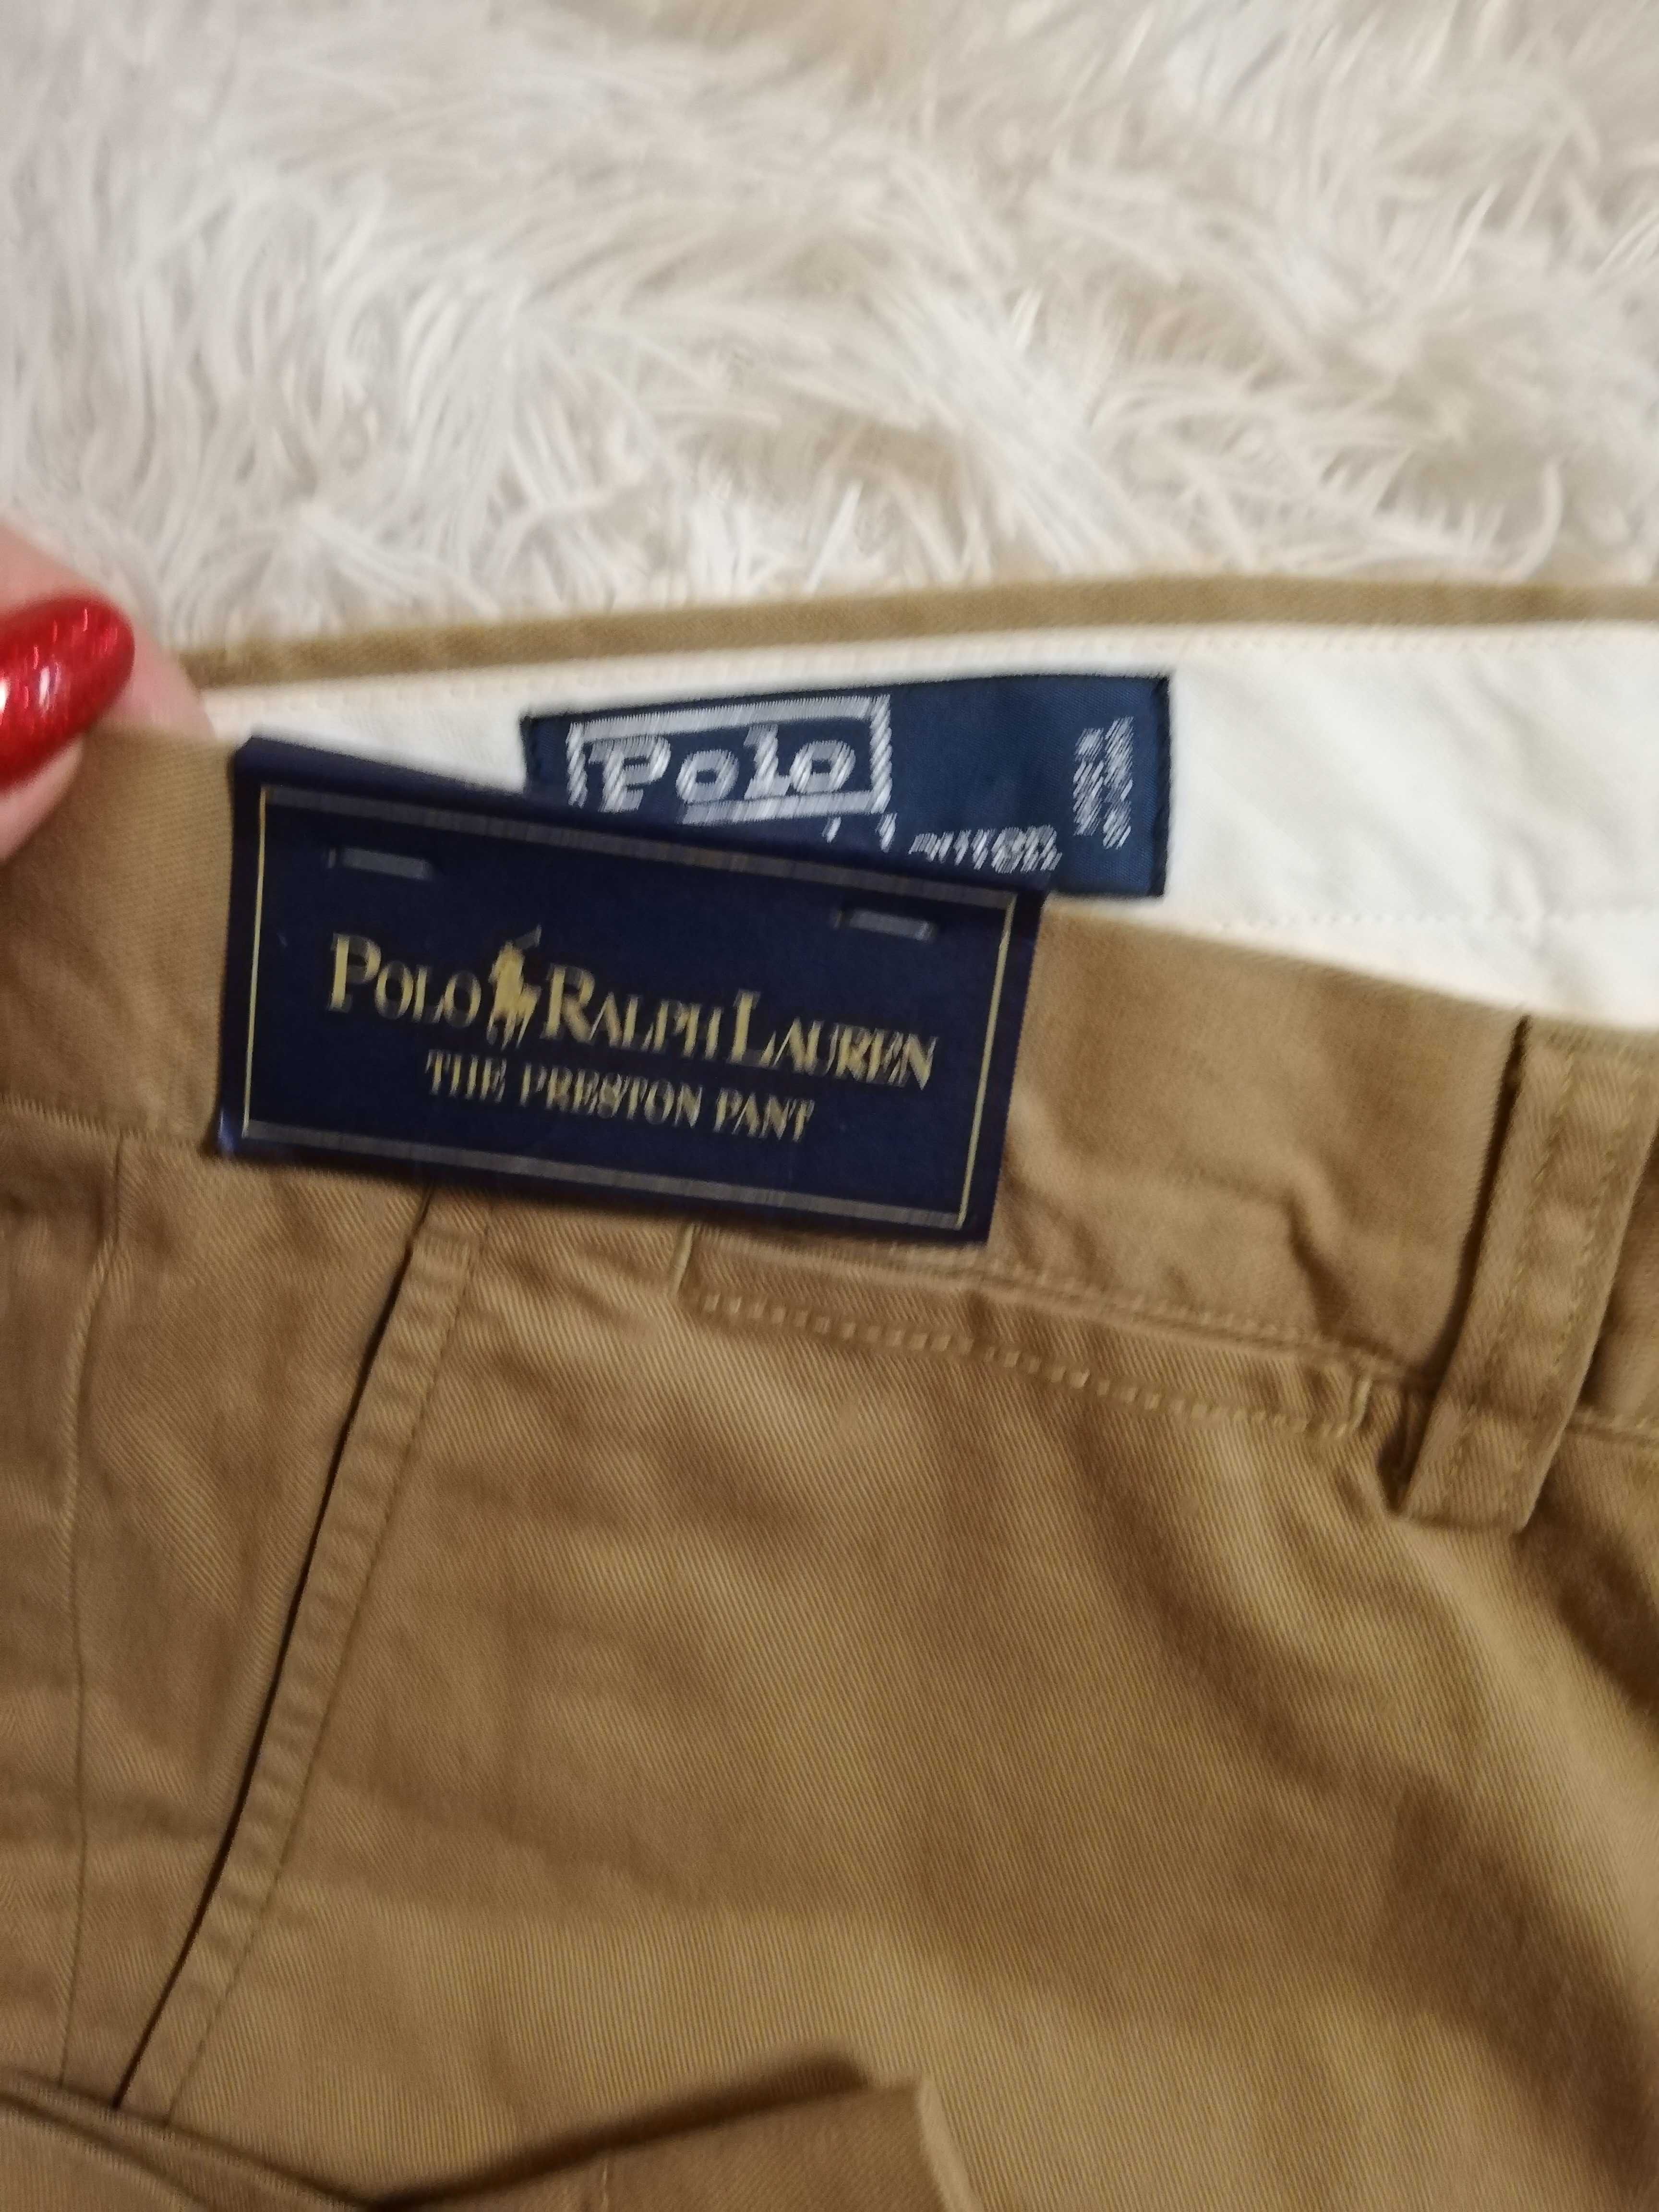 Polo
POLO RALPH LAUREN
THE PRESTON PANT